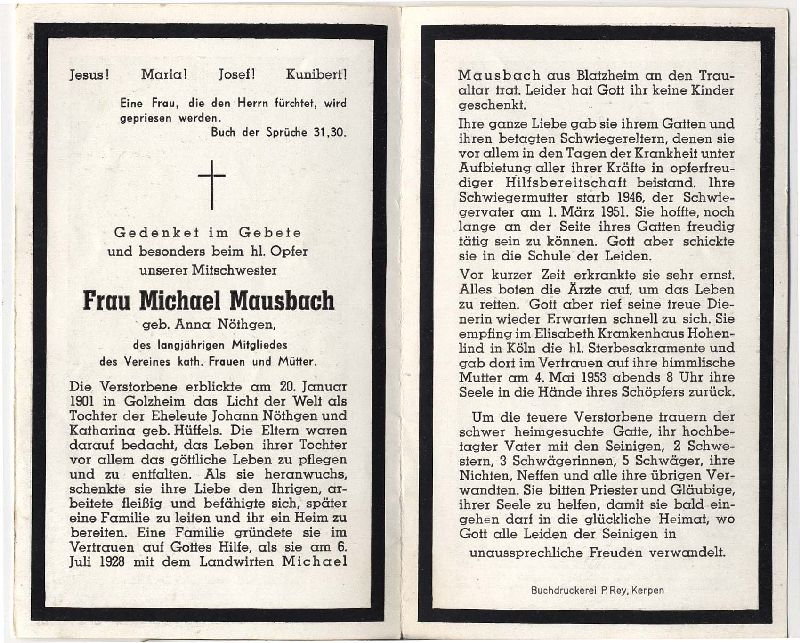 Jesus! Maria! Josef! Kunibert!
Eine Frau, die den Herrn fürchtet, wird
gepriesen werden.
Buch der Sprüche 31,30.
Gedenket im Gebete
und besonders beim hl. Opfer
unserer Mitschwester
Frau Michael Mausbach
geb. Anna Nöthgen,
des langjährigen Mitgliedes
des Vereines kath. Frauen und Mütter.
Die Verstorbene erblickte am 20. Januar
1901 in Golzheim das Licht der Welt als
Tochter der Eheleute Johann Nöthgen und
Katharina geb. Hüffels. Die Eltern waren
darauf bedacht, das Leben ihrer Tochter
vor allem das göttliche Leben zu pflegen
und zu entfalten. Als sie heranwuchs,
schenkte sie ihre Liebe den Ihrigen, ar-
beitete fleißig und befähigte sich, später
eine Familie zu leiten und ihr ein Heim zu
bereiten. Eine Familie gründete sie im
Vertrauen auf Gottes Hilfe, als sie am 6.
Juli 1928 mit dem Landwirten Michael
Mausbach aus Blatzheim an den Trau-
altar trat. Leider hat Gott ihr keine Kinder
geschenkt.
Ihre ganze Liebe gab sie ihrem Gatten und
ihren betagten Schwiegereltern, denen sie
vor allem in den Tagen der Krankheit unter
Aufbietung aller ihrer Kräfte in opferfreu-
diger Hilfsbereitschaft beistand. Ihre
Schwiegermutter starb 1946, der Schwie-
gervater am 1. März 1951. Sie hoffte, noch
lange an der Seite ihres Gatten freudig
tätig sein zu können. Gott aber schickte
sie in die Schule der Leiden.
Vor kurzer Zeit erkrankte sie sehr ernst.
Alles boten die Ärzte auf, um das Leben
zu retten. Gott aber rief seine treue Die-
nerin wieder Erwarten schnell zu sich. Sie
empfing im Elisabeth Krankenhaus Hohen-
lind in Köln die hl. Sterbesakramente und
gab dort im Vertrauen auf ihre himmlische
Mutter am 4. Mai 1953 abends 8 Uhr ihre
Seele in die Hände ihres Schöpfers zurück.
Um die teuere Verstorbene trauern der
schwer heimgesuchte Gatte, ihr hochbe-
tagter Vater mit den Seinigen, 2 Schwe-
stern, 3 Schwägerinnen, 5 Schwäger, ihre
Nichten, Neffen und alle ihre übrigen Ver-
wandten. Sie bitten Priester und Gläubige,
ihrer Seele zu helfen, damit sie bald ein-
gehen darf in die glückliche Heimat, wo
Gott alle Leiden der Seinigen in
unaussprechliche Freuden verwandelt.
Buchdruckerei P. Rey, Kerpen